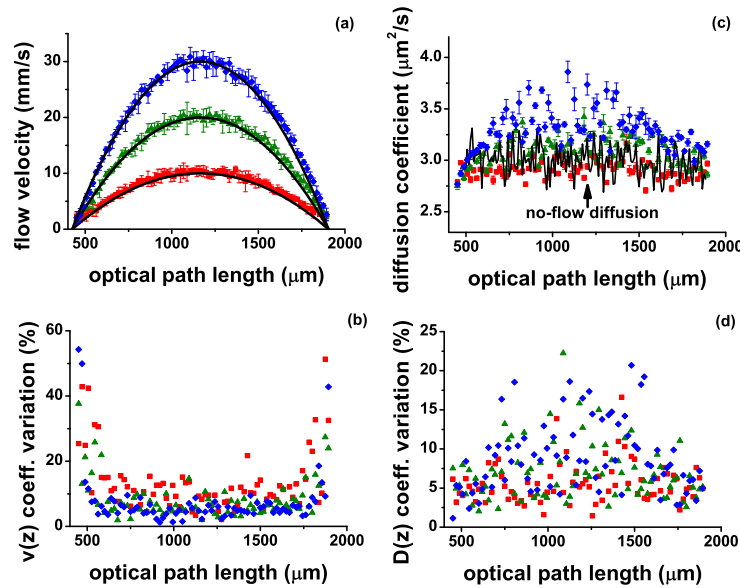 (a)
flow velocity (mm/s)
30
20
10
0
500 1000 1500 2000
optical path length (μm)
(c)
diffusion coefficient (μm²/s)
4.0
3.5
3.0
2.5
no-flow diffusion
500 1000 1500 2000
optical path length (μm)
(b)
v(z) coeff. variation (%)
60
40
20
0
500 1000 1500 2000
optical path length (μm)
(d)
D(z) coeff. variation (%)
25
20
15
10
5
0
500 1000 1500 2000
optical path length (μm)